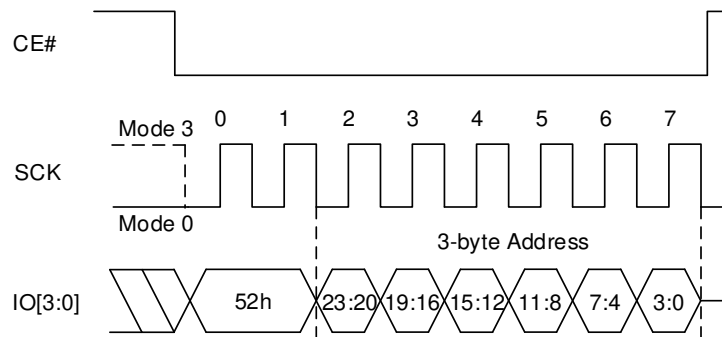 CE#
Mode 3
0 1 2 3 4 5 6 7
SCK
Mode 0
3-byte Address
IO[3:0]
52h 23:20 19:16 15:12 11:8 7:4 3:0